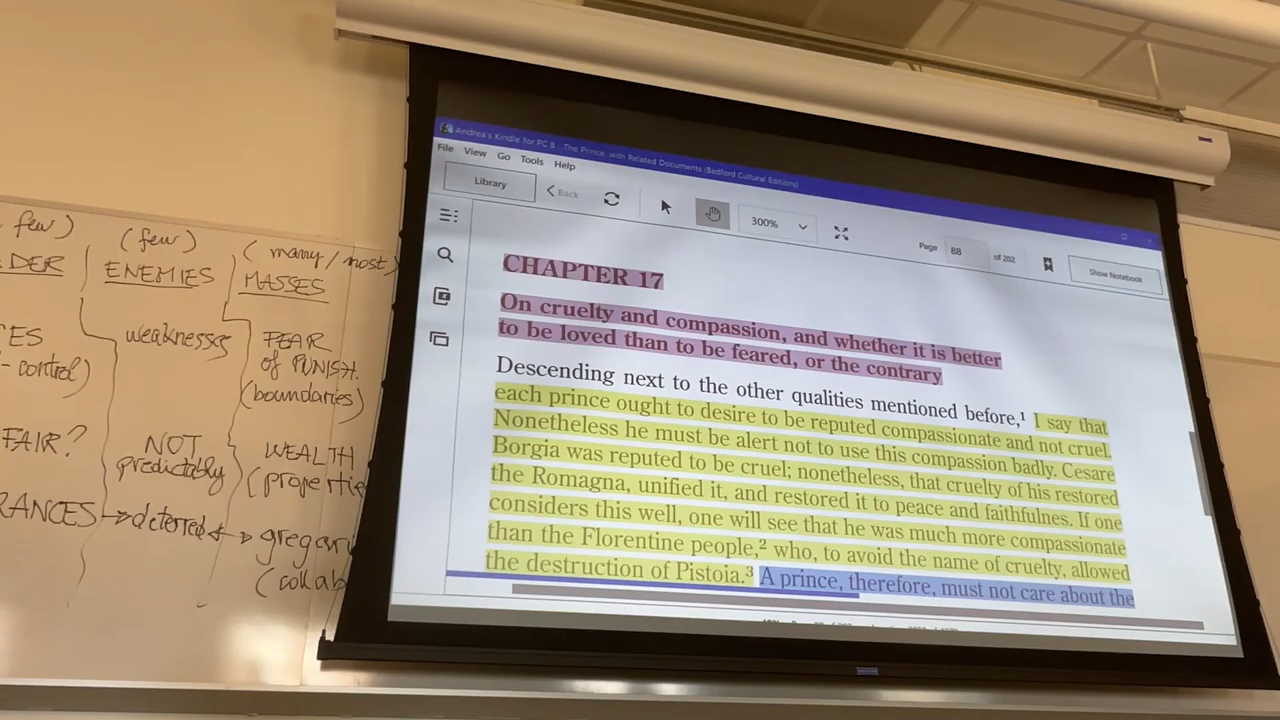 few)
DER
CES
- control)
FAIR?
RANCES
(few)
ENEMIES
weaknesses
NOT
predictably
deterred
(many/most)
MASSES
FEAR
of PUNISH.
(boundaries)
WEALTH
(propertie
gregari
(collab
Andrea's Kindle for PC 8 - The Prince: with Related Documents (Bedford Cultural Editions)
File View Go Tools Help
Library
Back
300%
Page 88 of 202
Show Notebook
CHAPTER 17
On cruelty and compassion, and whether it is better
to be loved than to be feared, or the contrary
Descending next to the other qualities mentioned before,1 I say that
each prince ought to desire to be reputed compassionate and not cruel.
Nonetheless he must be alert not to use this compassion badly. Cesare
Borgia was reputed to be cruel; nonetheless, that cruelty of his restored
the Romagna, unified it, and restored it to peace and faithfulnes. If one
considers this well, one will see that he was much more compassionate
than the Florentine people,2 who, to avoid the name of cruelty, allowed
the destruction of Pistoia.3 A prince, therefore, must not care about the